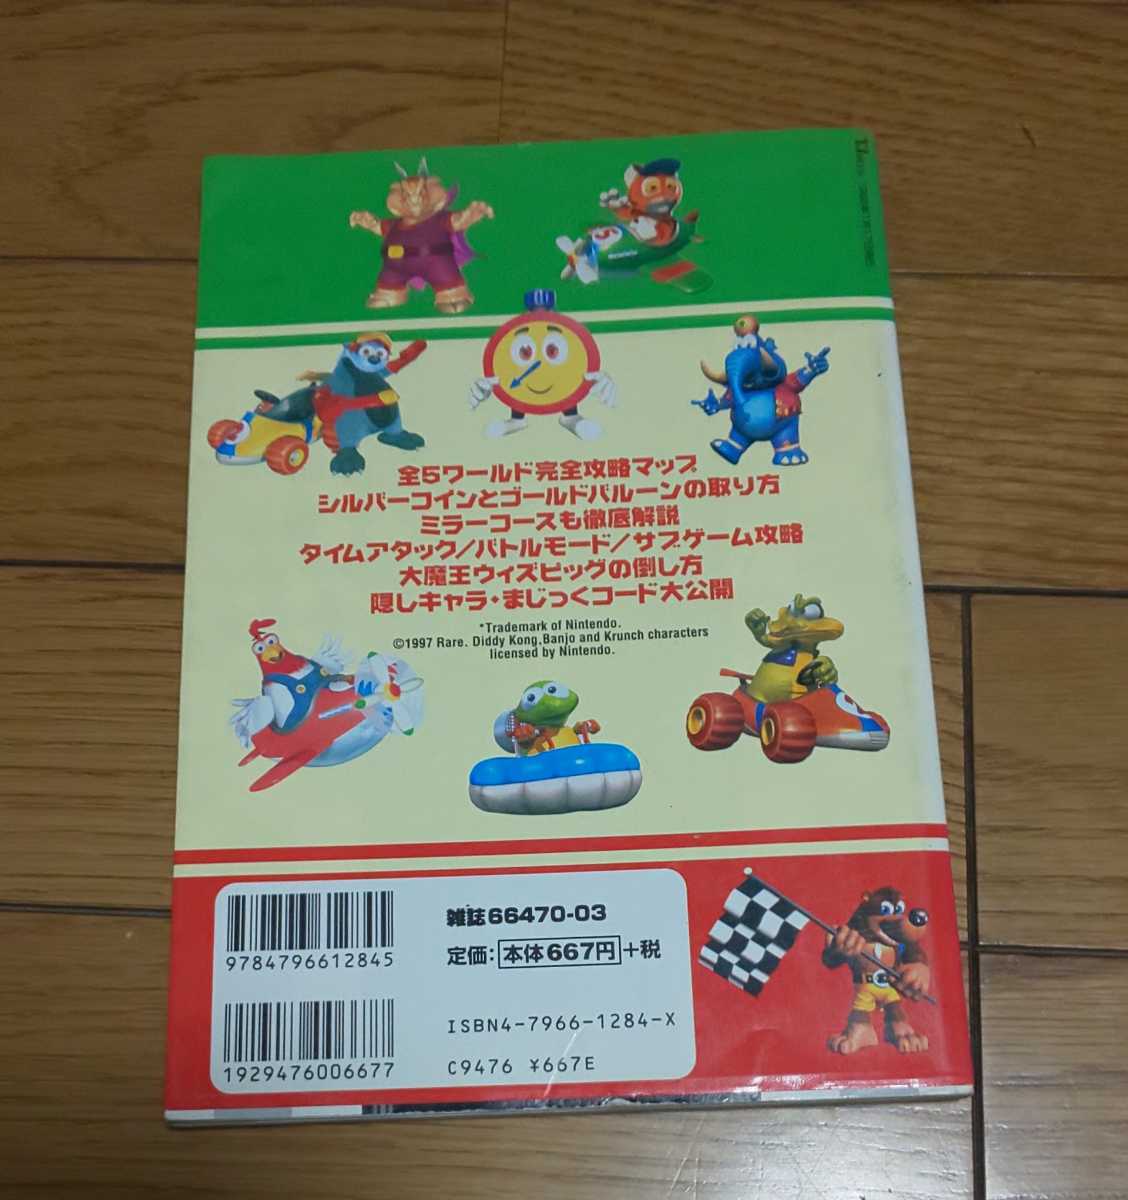 全5ワールド完全攻略マップ
シルバーコインとゴールドバルーンの取り方
ミラーコースも徹底解説
タイムアタック/バトルモード/サブゲーム攻略
大魔王ウィズピッグの倒し方
隠しキャラ・まじっくコード大公開
*Trademark of Nintendo.
©1997 Rare. Diddy Kong,Banjo and Krunch characters
licensed by Nintendo.
9784796612845
1929476006677
雑誌66470-03
定価:本体667円+税
ISBN4-7966-1284-X
C9476 ¥667E